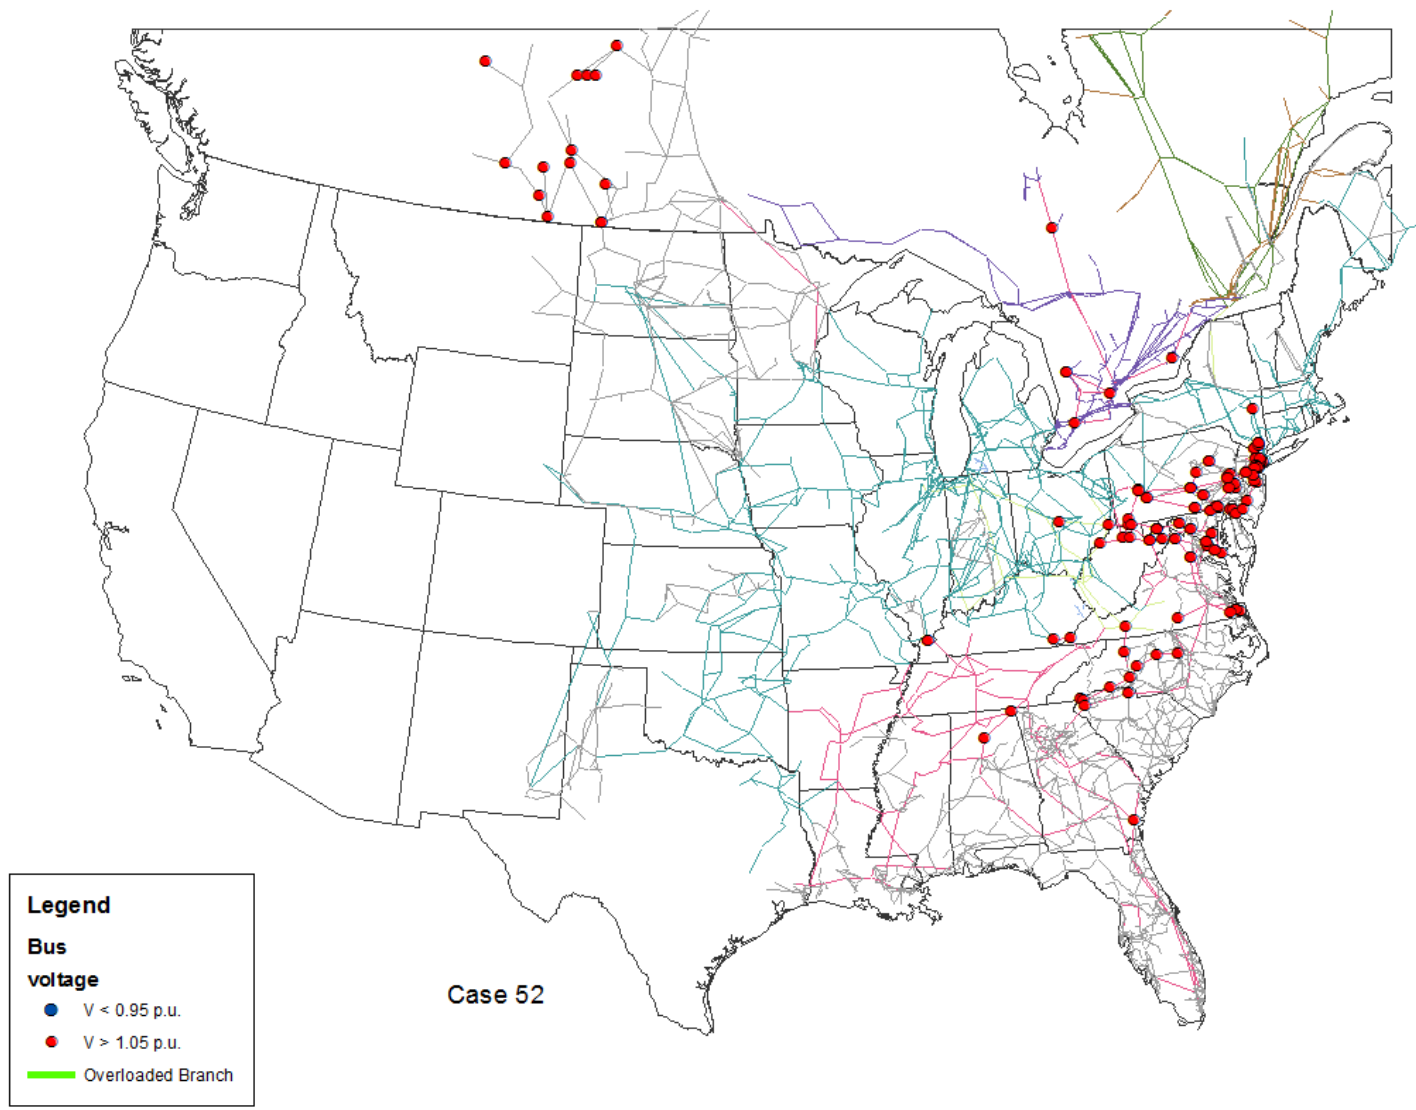 Legend
Bus
voltage
V < 0.95 p.u.
V > 1.05 p.u.
Overloaded Branch
Case 52